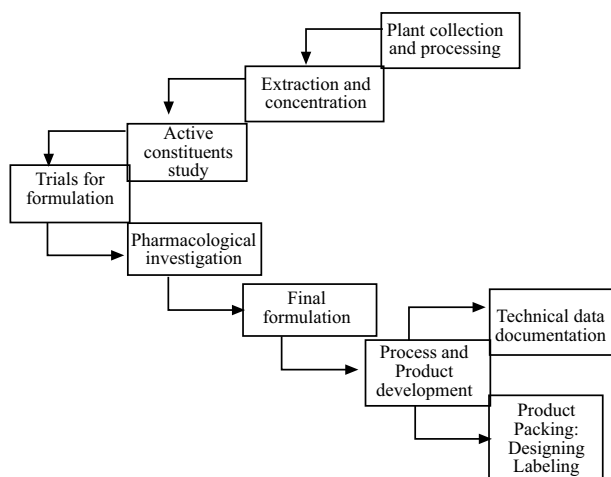 Plant collection
and processing
Extraction and
concentration
Active
constituents
study
Trials for
formulation
Pharmacological
investigation
Final
formulation
Process and
Product
development
Technical data
documentation
Product
Packing:
Designing
Labeling